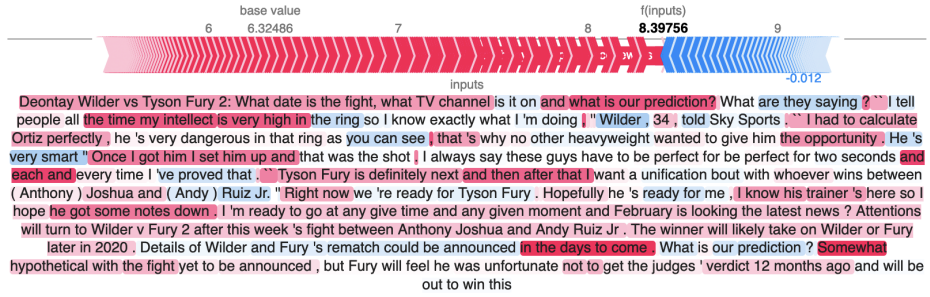 base value f(inputs)
6 6.32486 7 8 8.39756 9
-0.012
inputs
Deontay Wilder vs Tyson Fury 2: What date is the fight, what TV channel is it on and what is our prediction? What are they saying ? `` I tell
people all the time my intellect is very high in the ring so I know exactly what I 'm doing , " Wilder , 34 , told Sky Sports . `` I had to calculate
Ortiz perfectly , he 's very dangerous in that ring as you can see , that 's why no other heavyweight wanted to give him the opportunity . He 's
very smart " Once I got him I set him up and that was the shot . I always say these guys have to be perfect for be perfect for two seconds and
each and every time I 've proved that . `` Tyson Fury is definitely next and then after that I want a unification bout with whoever wins between
( Anthony ) Joshua and ( Andy ) Ruiz Jr. " Right now we 're ready for Tyson Fury . Hopefully he 's ready for me , I know his trainer 's here so I
hope he got some notes down . I 'm ready to go at any give time and any given moment and February is looking the latest news ? Attentions
will turn to Wilder v Fury 2 after this week 's fight between Anthony Joshua and Andy Ruiz Jr . The winner will likely take on Wilder or Fury
later in 2020 . Details of Wilder and Fury 's rematch could be announced in the days to come . What is our prediction ? Somewhat
hypothetical with the fight yet to be announced , but Fury will feel he was unfortunate not to get the judges ' verdict 12 months ago and will be
out to win this